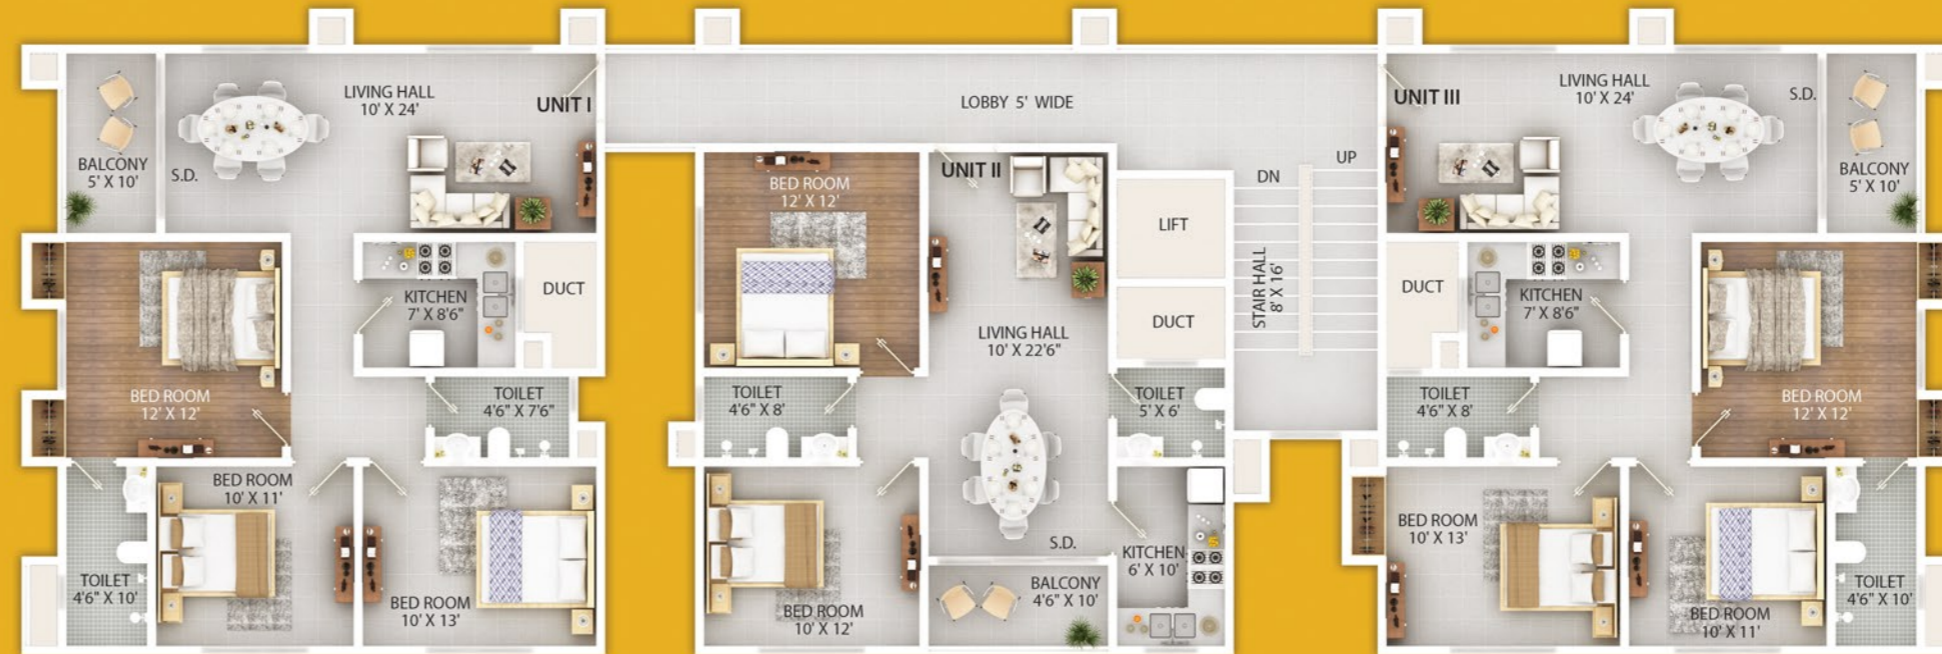 LIVING HALL
10' X 24'
UNIT I
BALCONY
5' X 10'
S.D.
KITCHEN
7' X 8'6"
DUCT
BED ROOM
12' X 12'
TOILET
4'6" X 7'6"
BED ROOM
10' X 11'
TOILET
4'6" X 10'
BED ROOM
10' X 13'
LOBBY 5' WIDE
BED ROOM
12' X 12'
UNIT II
LIVING HALL
10' X 22'6"
TOILET
4'6" X 8'
BED ROOM
10' X 12'
S.D.
BALCONY
4'6" X 10'
KITCHEN
6' X 10'
TOILET
5' X 6'
LIFT
DUCT
DN
UP
STAIR HALL
8' X 16'
UNIT III
LIVING HALL
10' X 24'
S.D.
BALCONY
5' X 10'
DUCT
KITCHEN
7' X 8'6"
TOILET
4'6" X 8'
BED ROOM
12' X 12'
BED ROOM
10' X 13'
BED ROOM
10' X 11'
TOILET
4'6" X 10'